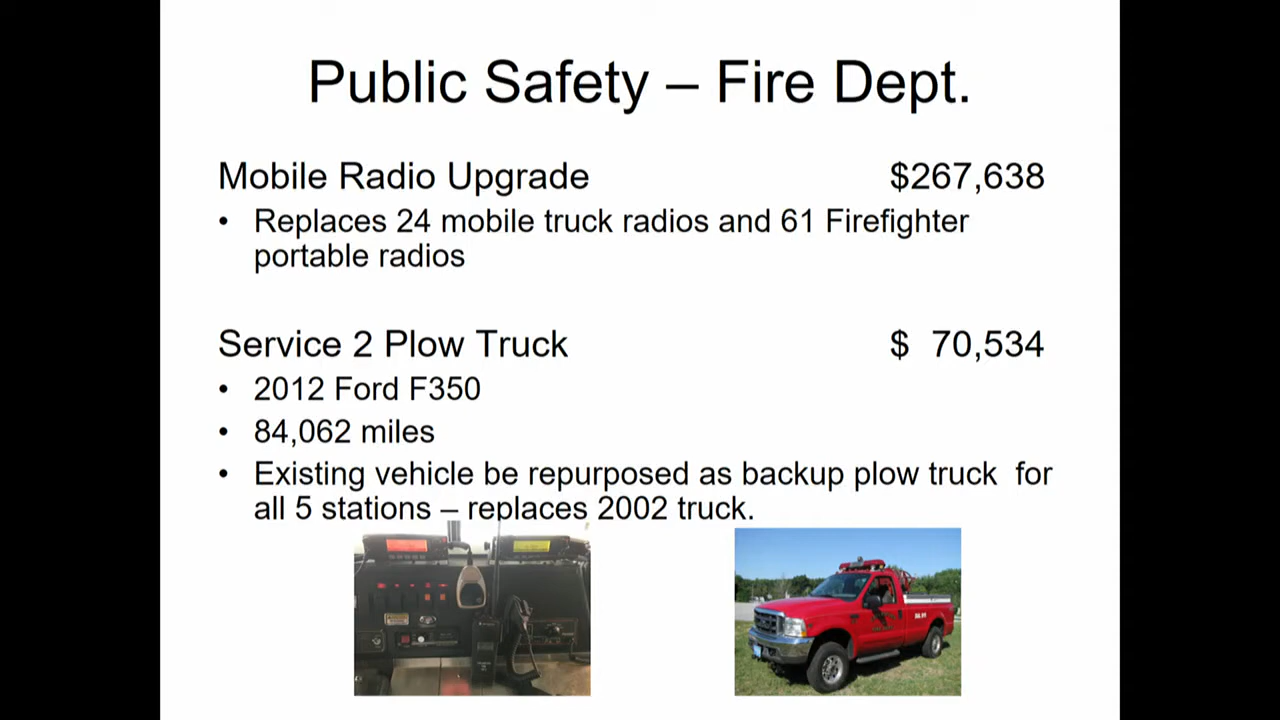 Public Safety – Fire Dept.
Mobile Radio Upgrade $267,638
• Replaces 24 mobile truck radios and 61 Firefighter
portable radios
Service 2 Plow Truck $ 70,534
• 2012 Ford F350
• 84,062 miles
• Existing vehicle be repurposed as backup plow truck for
all 5 stations – replaces 2002 truck.